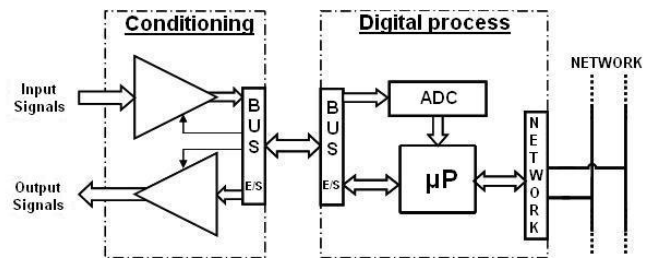 Conditioning
Digital process
NETWORK
Input
Signals
Output
Signals
BUS
E/S
BUS
E/S
ADC
µP
NETWORK